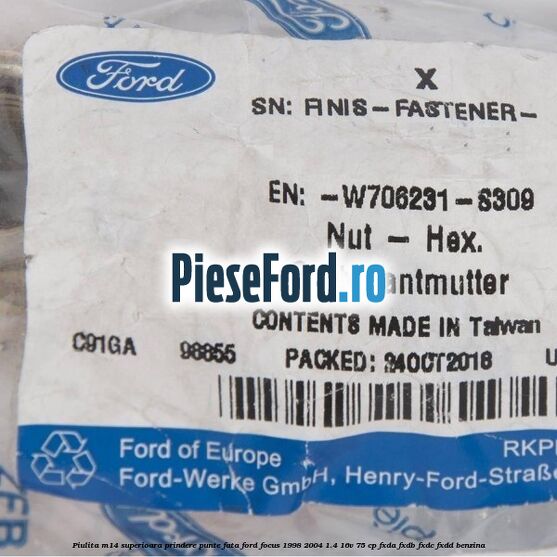 Ford
X
SN: FINIS-FASTENER-
EN: -W706231-S309
Nut - Hex.
PieseFord.ro
antmutter
CONTENTS MADE IN Taiwan
C91GA 98855 PACKED: 24OCT2016 U
Ford of Europe RKP
Ford-Werke GmbH, Henry-Ford-Straße
Piulita m14 superioara prindere punte fata ford focus 1998 2004 1.4 16v 75 cp fxda fxdb fxdc fxdd benzina